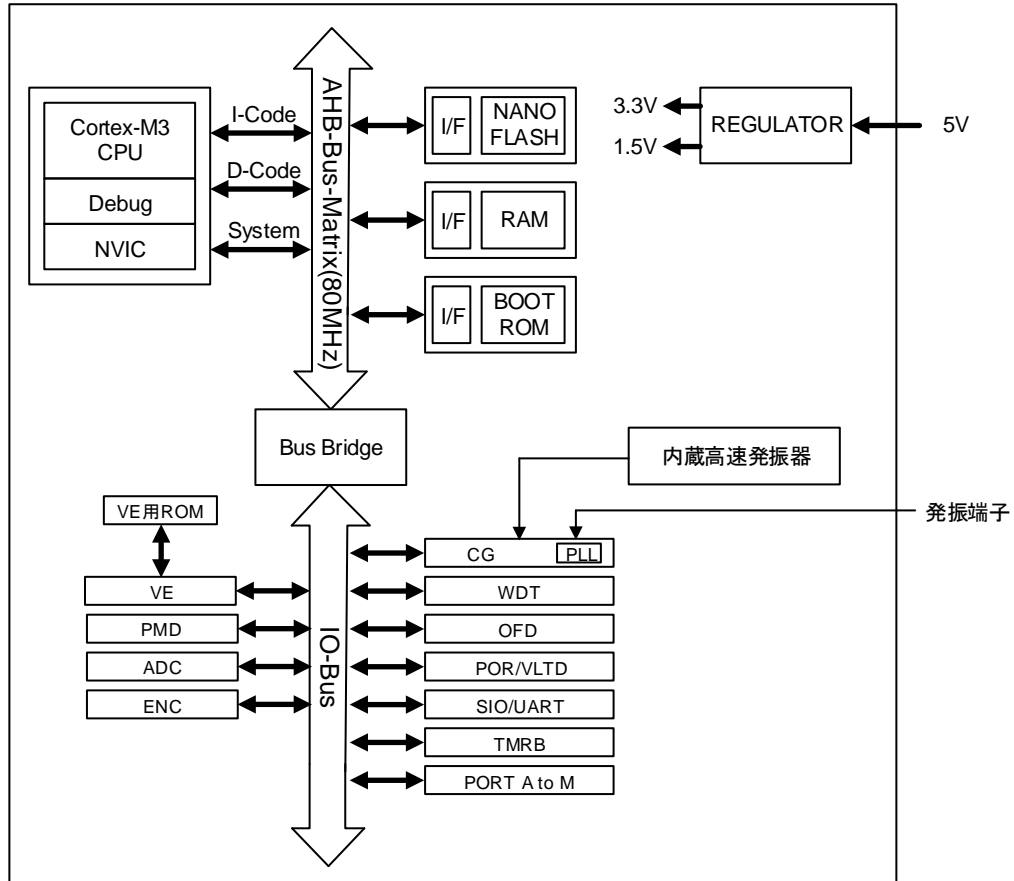 Cortex-M3
CPU
Debug
NVIC
I-Code
D-Code
System
AHB-Bus-Matrix(80MHz)
I/F
NANO
FLASH
I/F
RAM
I/F
BOOT
ROM
3.3V
1.5V
REGULATOR
5V
Bus Bridge
内蔵高速発振器
発振端子
VE用ROM
VE
PMD
ADC
ENC
IO-Bus
CG
PLL
WDT
OFD
POR/VLTD
SIO/UART
TMRB
PORT A to M